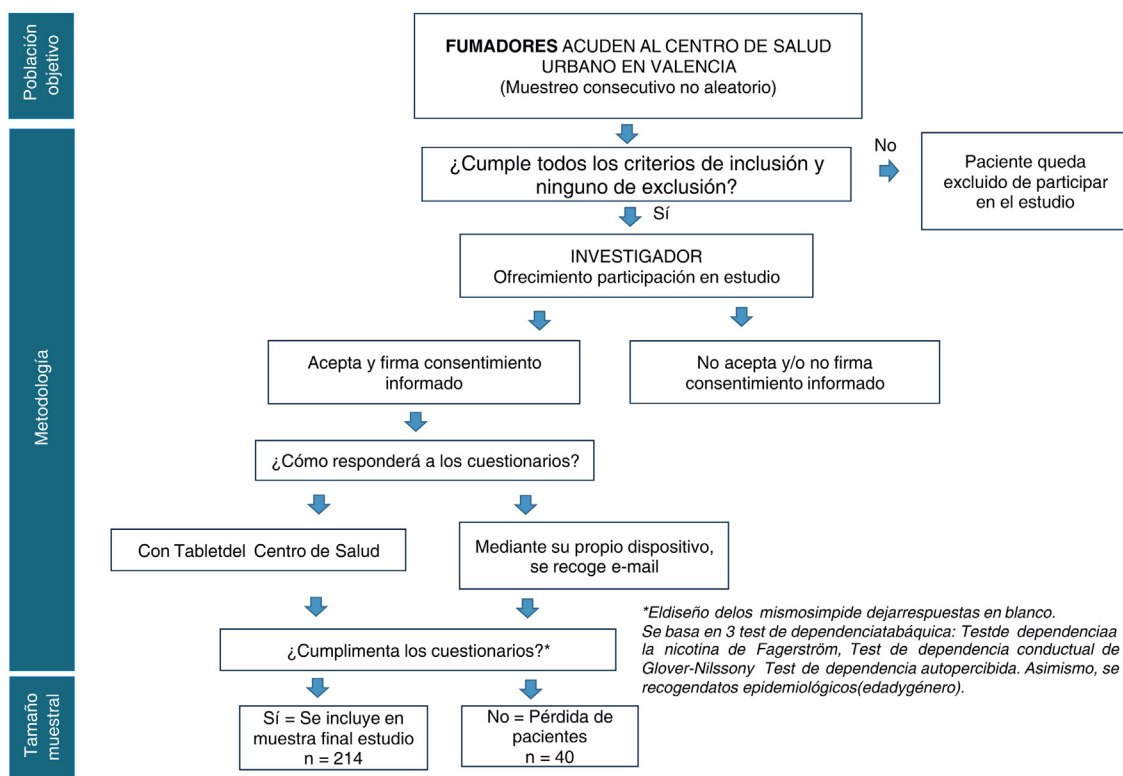 Población
objetivo
FUMADORES ACUDEN AL CENTRO DE SALUD
URBANO EN VALENCIA
(Muestreo consecutivo no aleatorio)
Metodología
¿Cumple todos los criterios de inclusión y
ninguno de exclusión?
No
Paciente queda
excluido de participar
en el estudio
Sí
INVESTIGADOR
Ofrecimiento participación en estudio
Acepta y firma consentimiento
informado
No acepta y/o no firma
consentimiento informado
¿Cómo responderá a los cuestionarios?
Con Tabletdel Centro de Salud
Mediante su propio dispositivo,
se recoge e-mail
¿Cumplimenta los cuestionarios?*
*Eldiseño delos mismosimpide dejarrespuestas en blanco.
Se basa en 3 test de dependenciatabáquica: Testde dependenciaa
la nicotina de Fagerström, Test de dependencia conductual de
Glover-Nilssony Test de dependencia autopercibida. Asimismo, se
recogendatos epidemiológicos(edadygénero).
Tamaño
muestral
Sí = Se incluye en
muestra final estudio
n = 214
No = Pérdida de
pacientes
n = 40